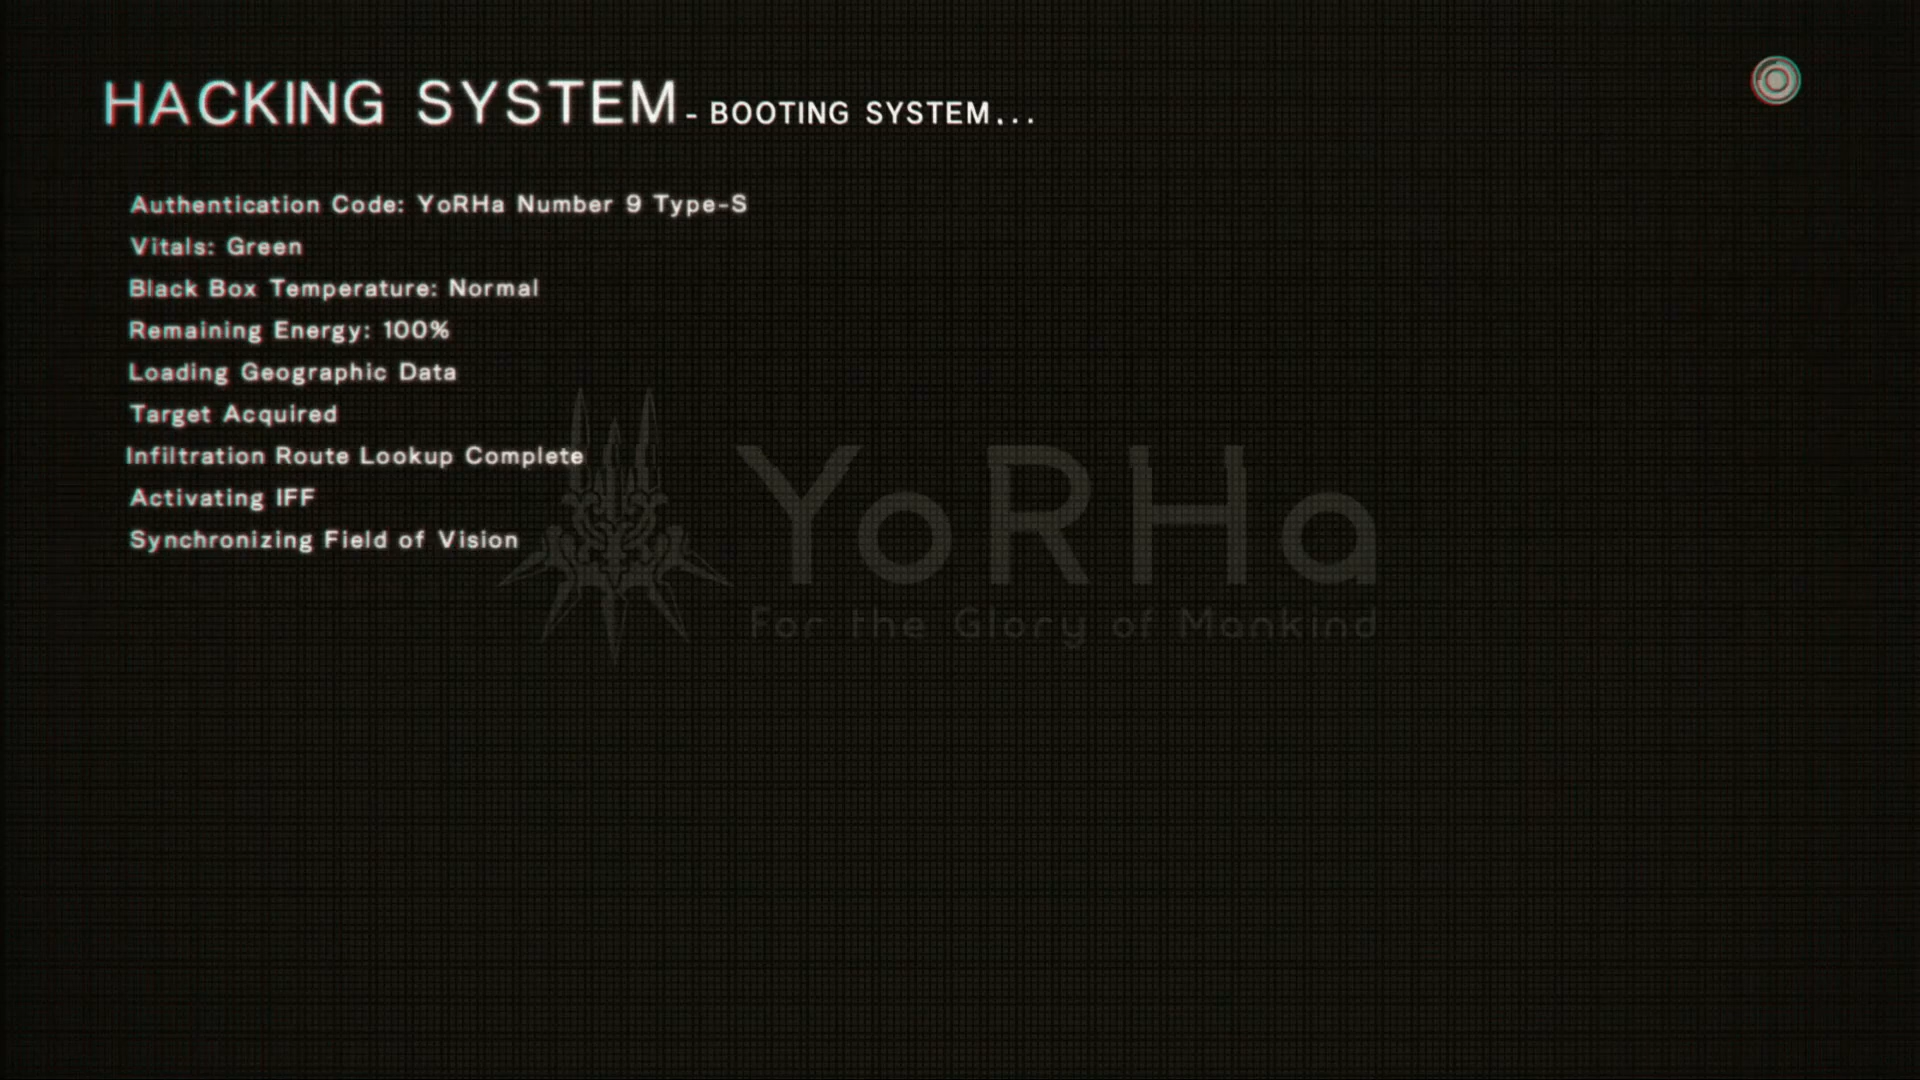 HACKING SYSTEM - BOOTING SYSTEM...
Authentication Code: YoRHa Number 9 Type-S
Vitals: Green
Black Box Temperature: Normal
Remaining Energy: 100%
Loading Geographic Data
Target Acquired
Infiltration Route Lookup Complete
Activating IFF
Synchronizing Field of Vision
YoRHa
For the Glory of Mankind